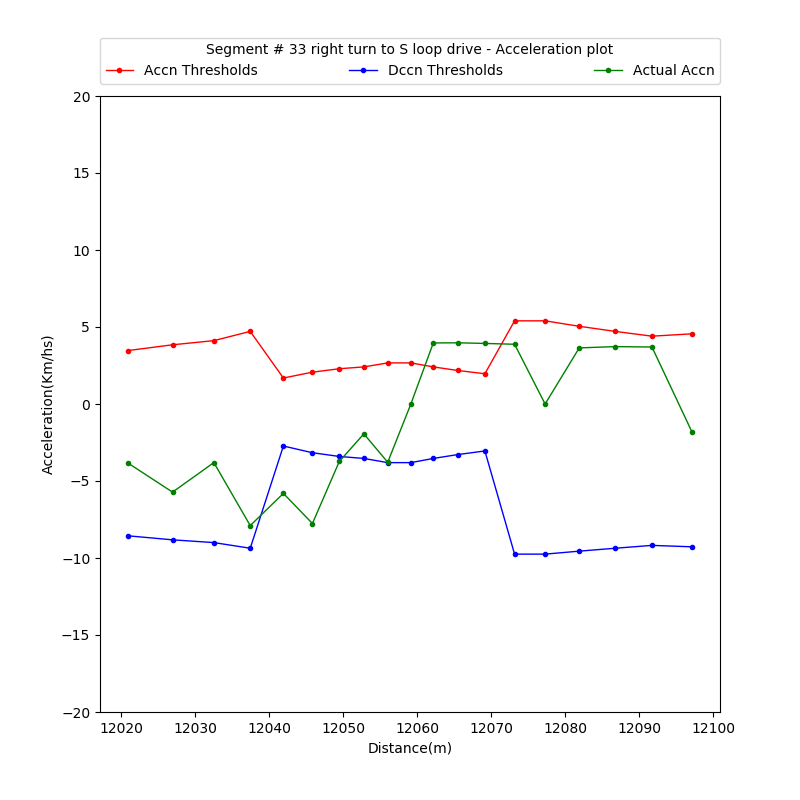 Segment # 33 right turn to S loop drive - Acceleration plot
Accn Thresholds Dccn Thresholds Actual Accn
20
15
10
5
0
−5
−10
−15
−20
Acceleration(Km/hs)
12020 12030 12040 12050 12060 12070 12080 12090 12100
Distance(m)